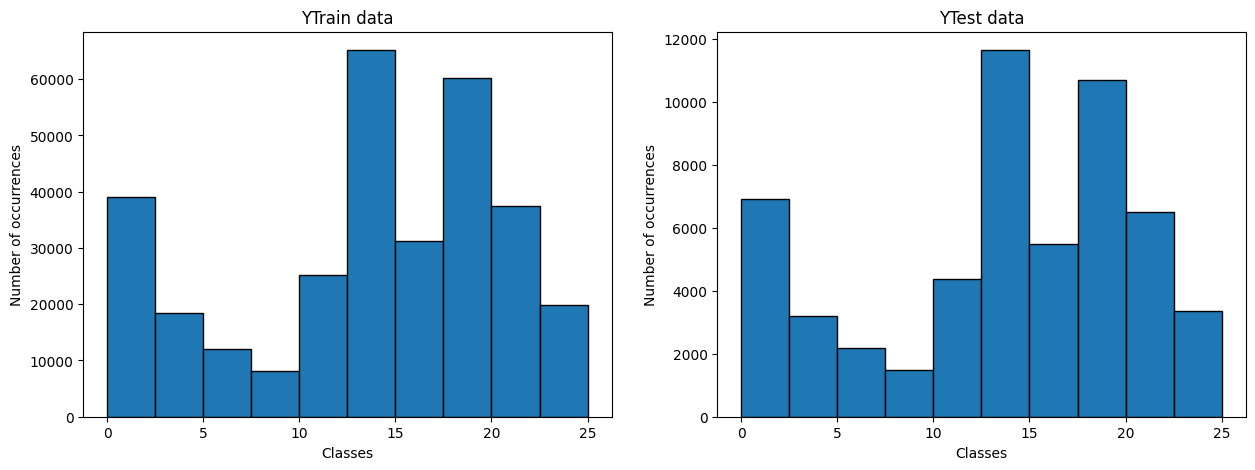 YTrain data
Number of occurrences
60000
50000
40000
30000
20000
10000
0
0 5 10 15 20 25
Classes
YTest data
Number of occurrences
12000
10000
8000
6000
4000
2000
0
0 5 10 15 20 25
Classes